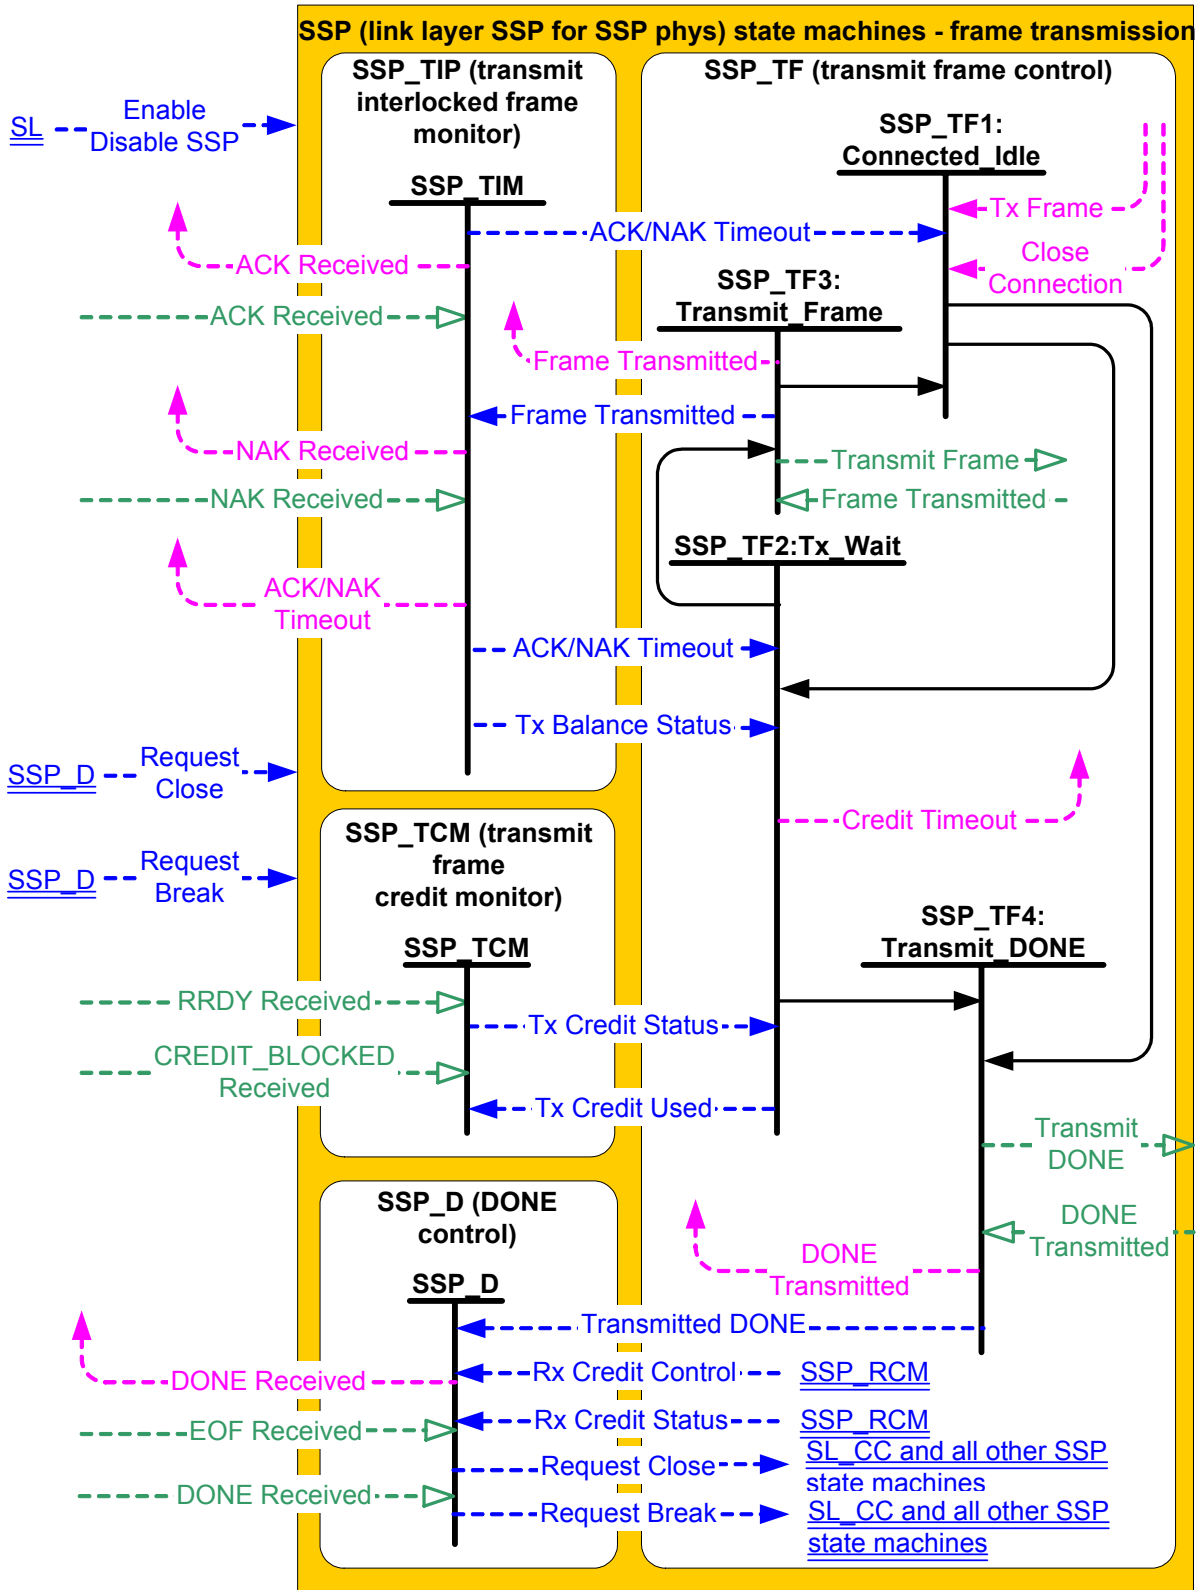 SSP (link layer SSP for SSP phys) state machines - frame transmission
SSP_TIP (transmit
interlocked frame
monitor)
SSP_TF (transmit frame control)
SL
Enable
Disable SSP
SSP_TF1:
Connected_Idle
SSP_TIM
Tx Frame
ACK/NAK Timeout
Close
Connection
ACK Received
ACK Received
SSP_TF3:
Transmit_Frame
Frame Transmitted
Frame Transmitted
NAK Received
Transmit Frame
NAK Received
Frame Transmitted
SSP_TF2:Tx_Wait
ACK/NAK
Timeout
ACK/NAK Timeout
Tx Balance Status
SSP_D
Request
Close
Credit Timeout
SSP_TCM (transmit
frame
credit monitor)
SSP_D
Request
Break
SSP_TF4:
Transmit_DONE
SSP_TCM
RRDY Received
Tx Credit Status
CREDIT_BLOCKED
Received
Tx Credit Used
Transmit
DONE
SSP_D (DONE
control)
DONE
Transmitted
DONE
Transmitted
SSP_D
Transmitted DONE
DONE Received
Rx Credit Control
SSP_RCM
EOF Received
Rx Credit Status
SSP_RCM
Request Close
SL_CC and all other SSP
state machines
DONE Received
Request Break
SL_CC and all other SSP
state machines